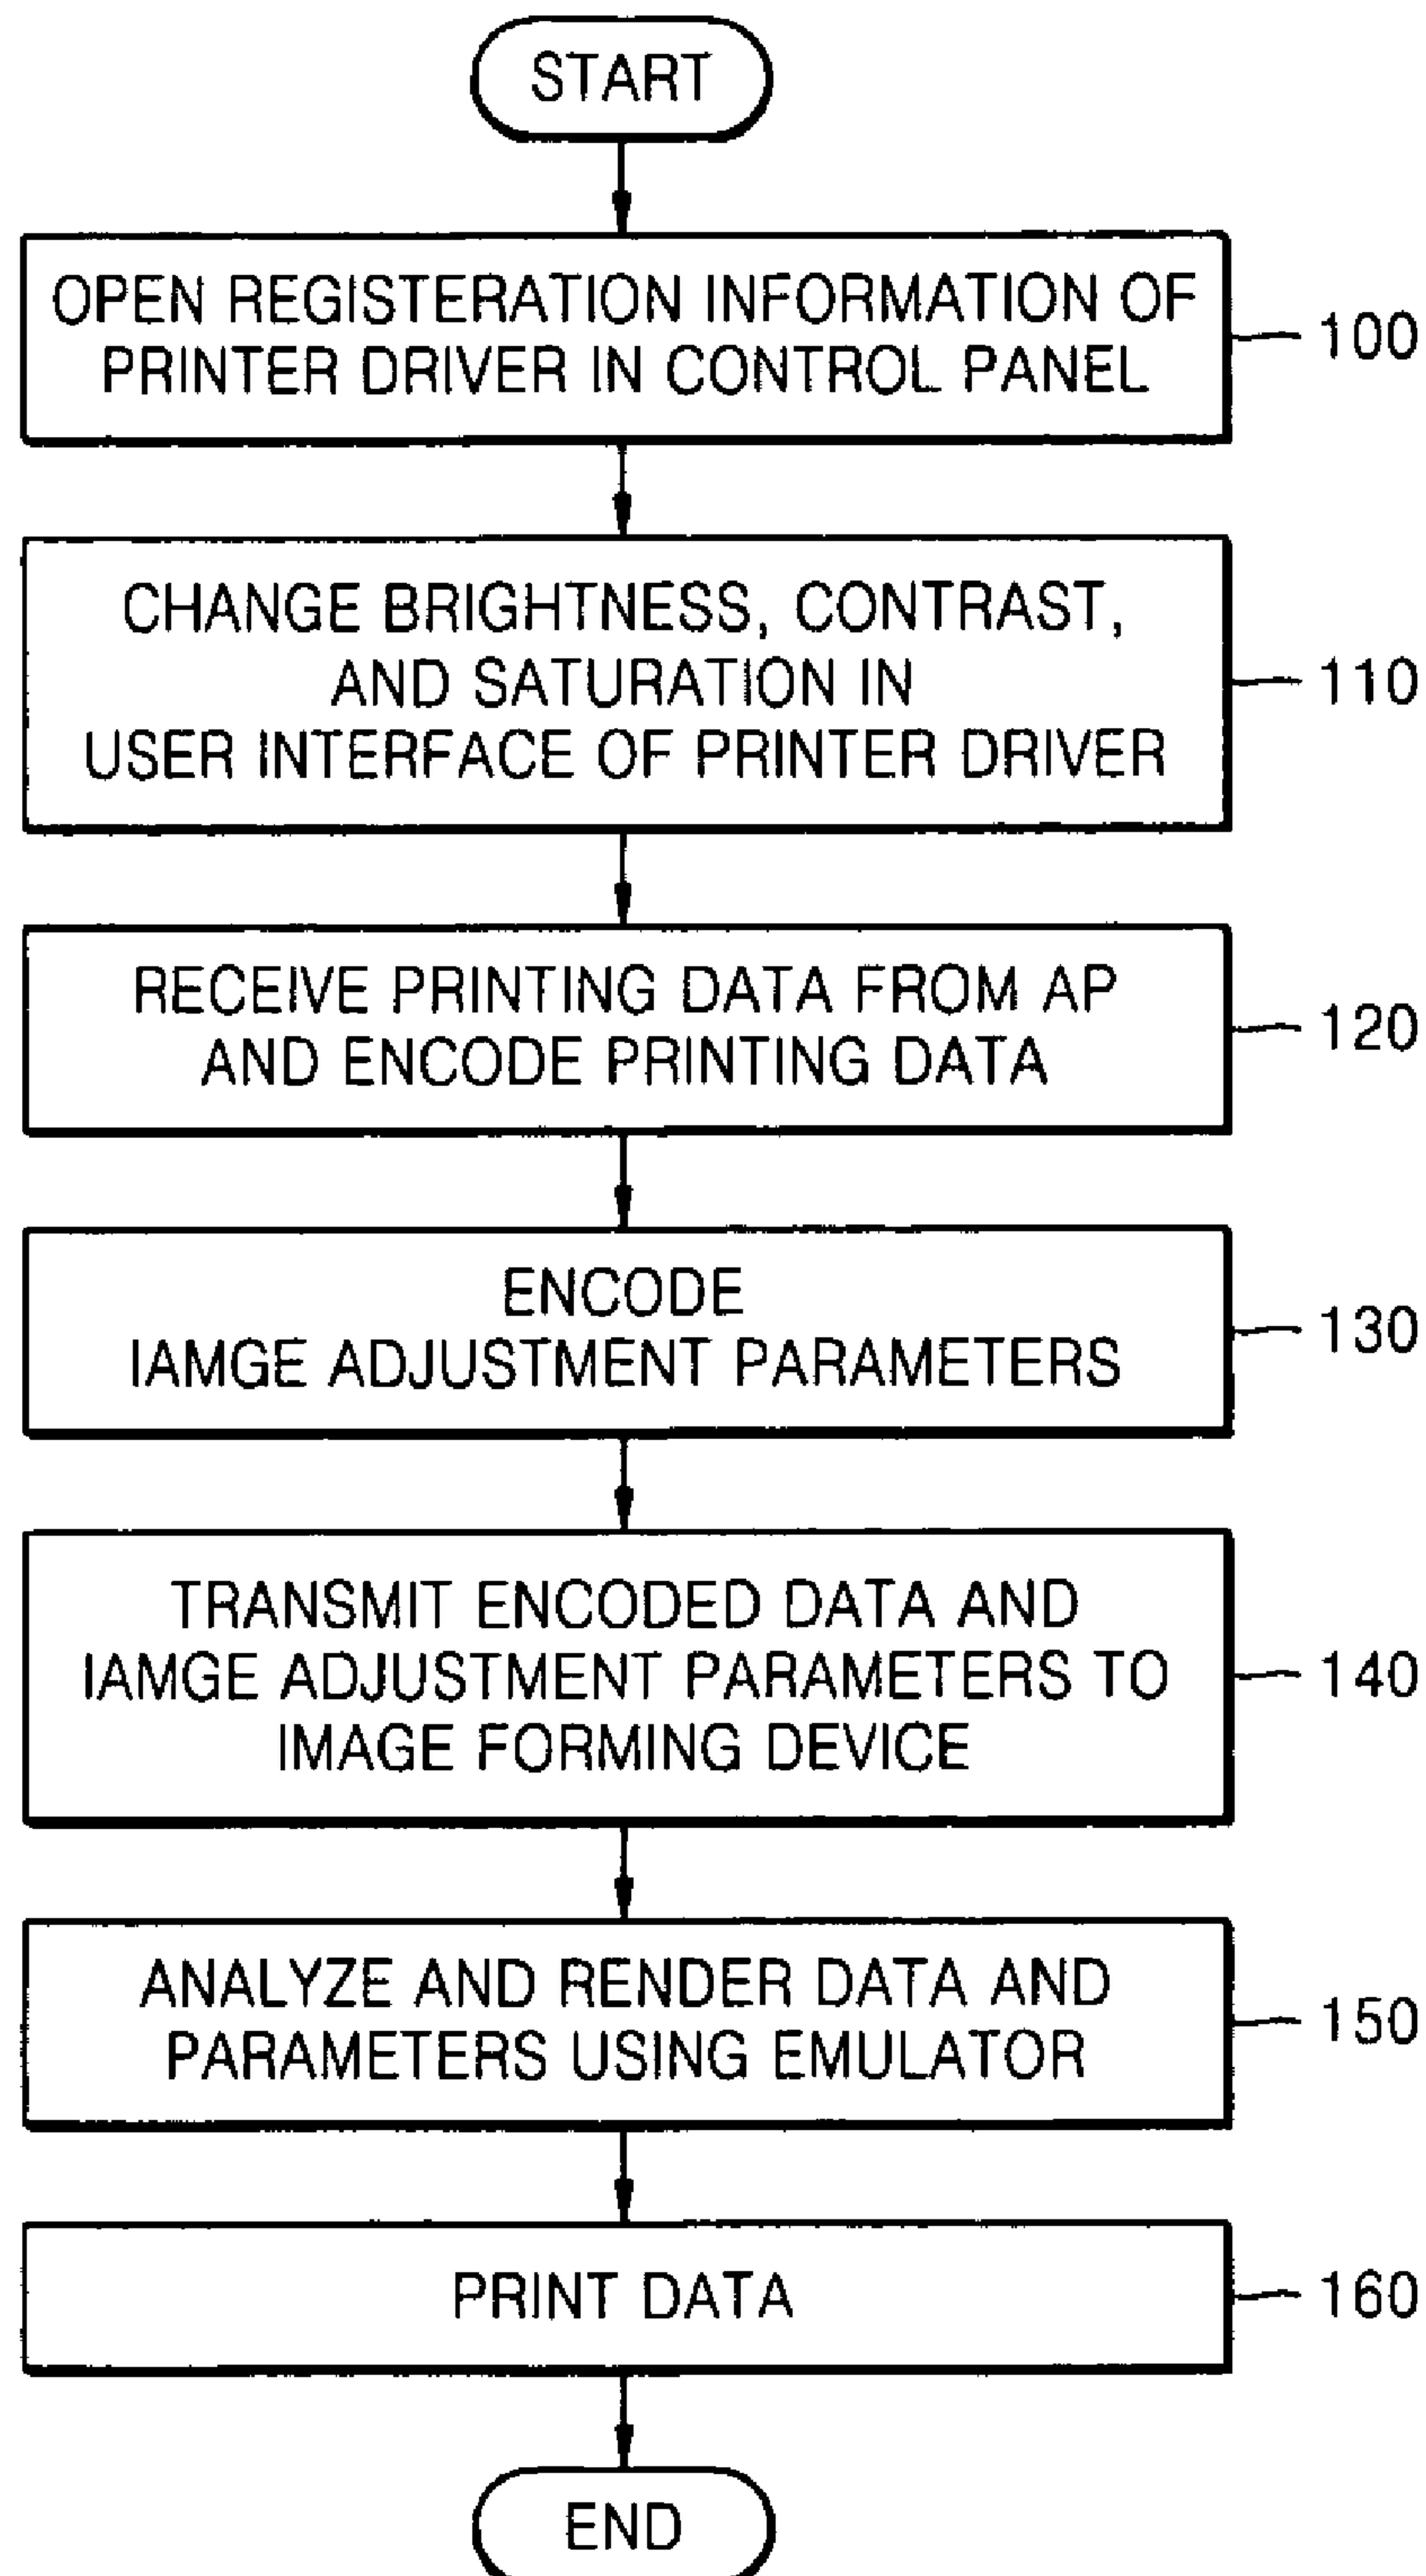 START
OPEN REGISTERATION INFORMATION OF
PRINTER DRIVER IN CONTROL PANEL
100
CHANGE BRIGHTNESS, CONTRAST,
AND SATURATION IN
USER INTERFACE OF PRINTER DRIVER
110
RECEIVE PRINTING DATA FROM AP
AND ENCODE PRINTING DATA
120
ENCODE
IAMGE ADJUSTMENT PARAMETERS
130
TRANSMIT ENCODED DATA AND
IAMGE ADJUSTMENT PARAMETERS TO
IMAGE FORMING DEVICE
140
ANALYZE AND RENDER DATA AND
PARAMETERS USING EMULATOR
150
PRINT DATA
160
END